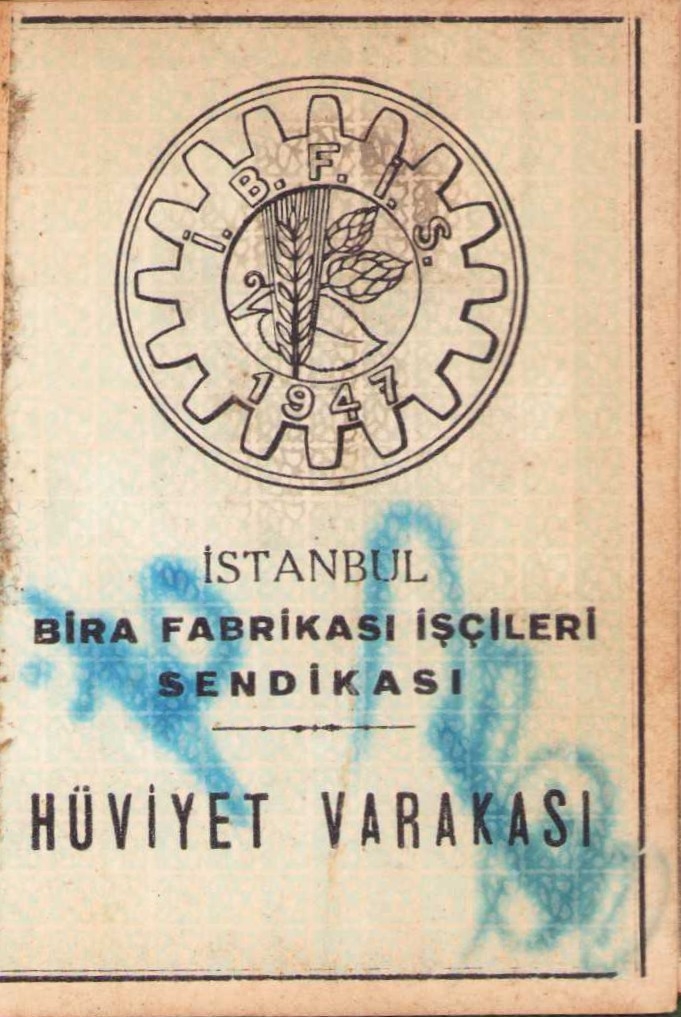 İ.B.F.İ.S.
1947
İSTANBUL
BİRA FABRİKASI İŞÇİLERİ
SENDİKASI
HÜVİYET VARAKASI